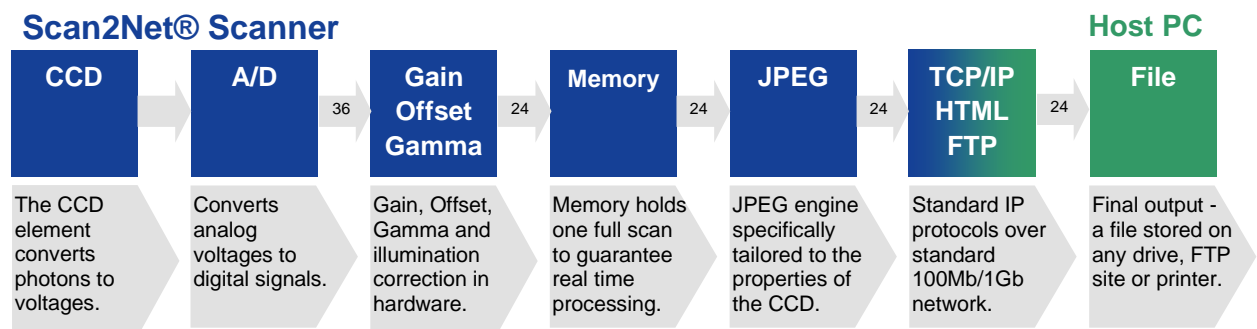 Scan2Net® Scanner
Host PC
CCD
A/D
36
Gain
Offset
Gamma
24
Memory
24
JPEG
24
TCP/IP
HTML
FTP
24
File
The CCD
element
converts
photons to
voltages.
Converts
analog
voltages to
digital signals.
Gain, Offset,
Gamma and
illumination
correction in
hardware.
Memory holds
one full scan
to guarantee
real time
processing.
JPEG engine
specifically
tailored to the
properties of
the CCD.
Standard IP
protocols over
standard
100Mb/1Gb
network.
Final output -
a file stored on
any drive, FTP
site or printer.